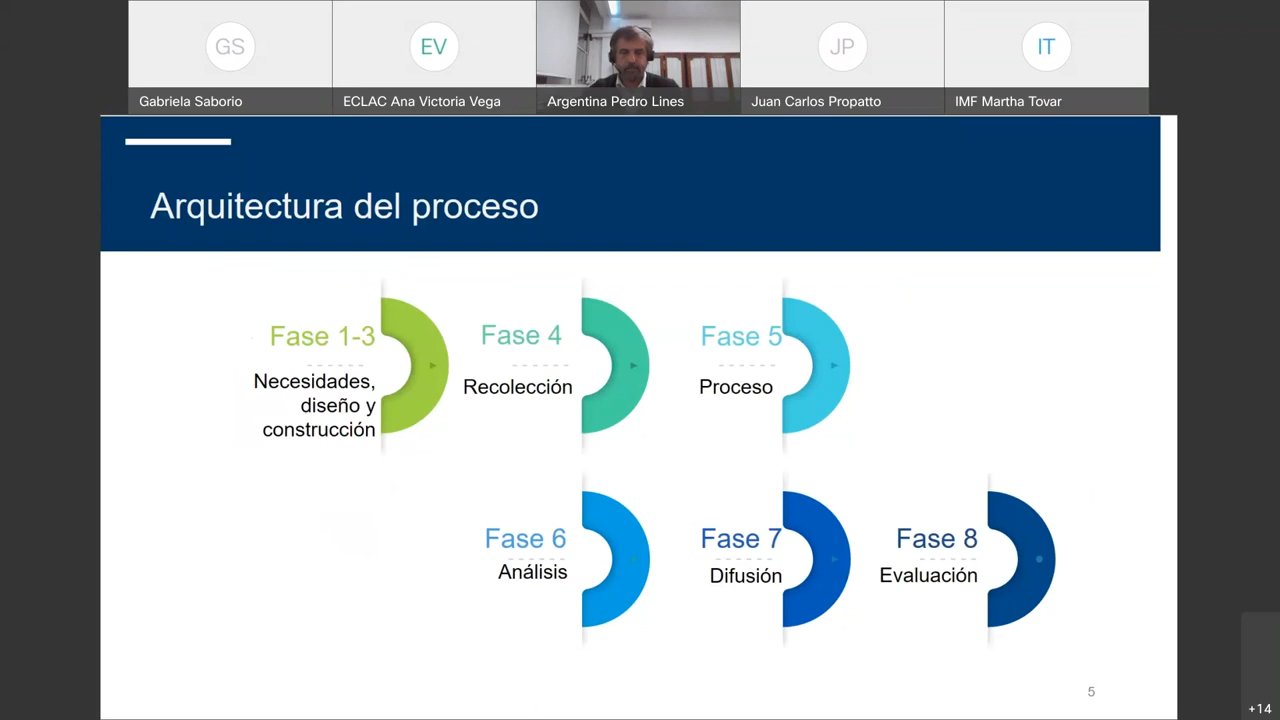 GS
EV
JP
IT
Gabriela Saborio
ECLAC Ana Victoria Vega
Argentina Pedro Lines
Juan Carlos Propatto
IMF Martha Tovar
Arquitectura del proceso
Fase 1-3
Necesidades,
diseño y
construcción
Fase 4
Recolección
Fase 5
Proceso
Fase 6
Análisis
Fase 7
Difusión
Fase 8
Evaluación
5
+14